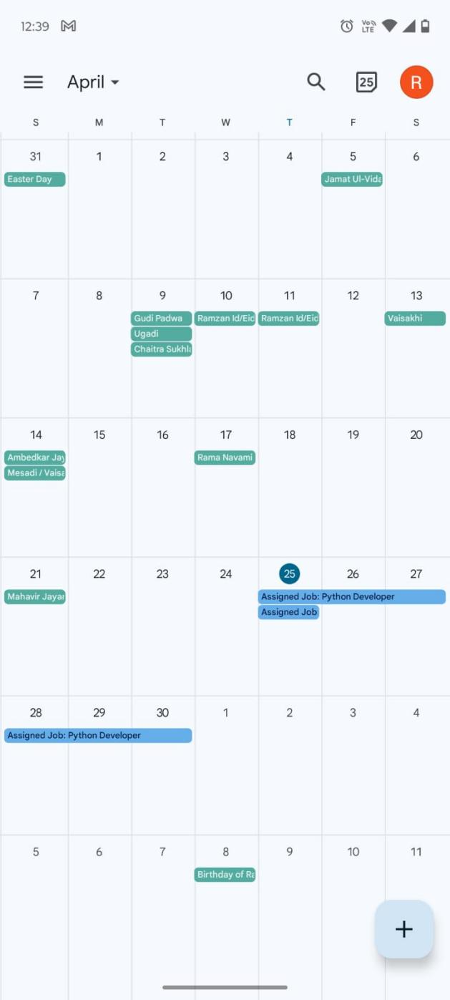 12:39
Vo LTE
April
25
R
S M T W T F S
31 1 2 3 4 5 6
Easter Day Jamat Ul-Vida
7 8 9 10 11 12 13
Gudi Padwa Ramzan Id/Eid Ramzan Id/Eid Vaisakhi
Ugadi
Chaitra Sukhla
14 15 16 17 18 19 20
Ambedkar Jay Rama Navami
Mesadi / Vaisa
21 22 23 24 25 26 27
Mahavir Jayan Assigned Job: Python Developer
Assigned Job
28 29 30 1 2 3 4
Assigned Job: Python Developer
5 6 7 8 9 10 11
Birthday of Ra